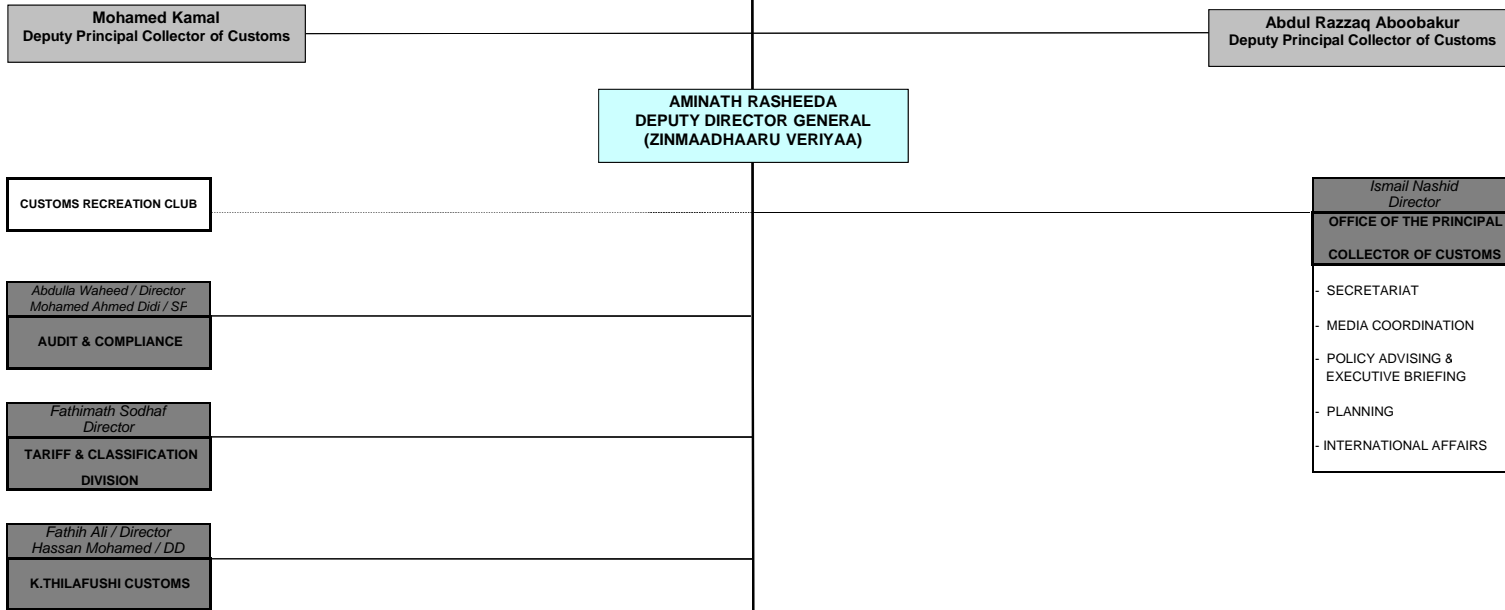 Mohamed Kamal
Deputy Principal Collector of Customs
Abdul Razzaq Aboobakur
Deputy Principal Collector of Customs
AMINATH RASHEEDA
DEPUTY DIRECTOR GENERAL
(ZINMAADHAARU VERIYAA)
CUSTOMS RECREATION CLUB
Ismail Nashid
Director
OFFICE OF THE PRINCIPAL
COLLECTOR OF CUSTOMS
- SECRETARIAT
- MEDIA COORDINATION
- POLICY ADVISING &
EXECUTIVE BRIEFING
- PLANNING
- INTERNATIONAL AFFAIRS
Abdulla Waheed / Director
Mohamed Ahmed Didi / SP
AUDIT & COMPLIANCE
Fathimath Sodhaf
Director
TARIFF & CLASSIFICATION
DIVISION
Fathih Ali / Director
Hassan Mohamed / DD
K.THILAFUSHI CUSTOMS